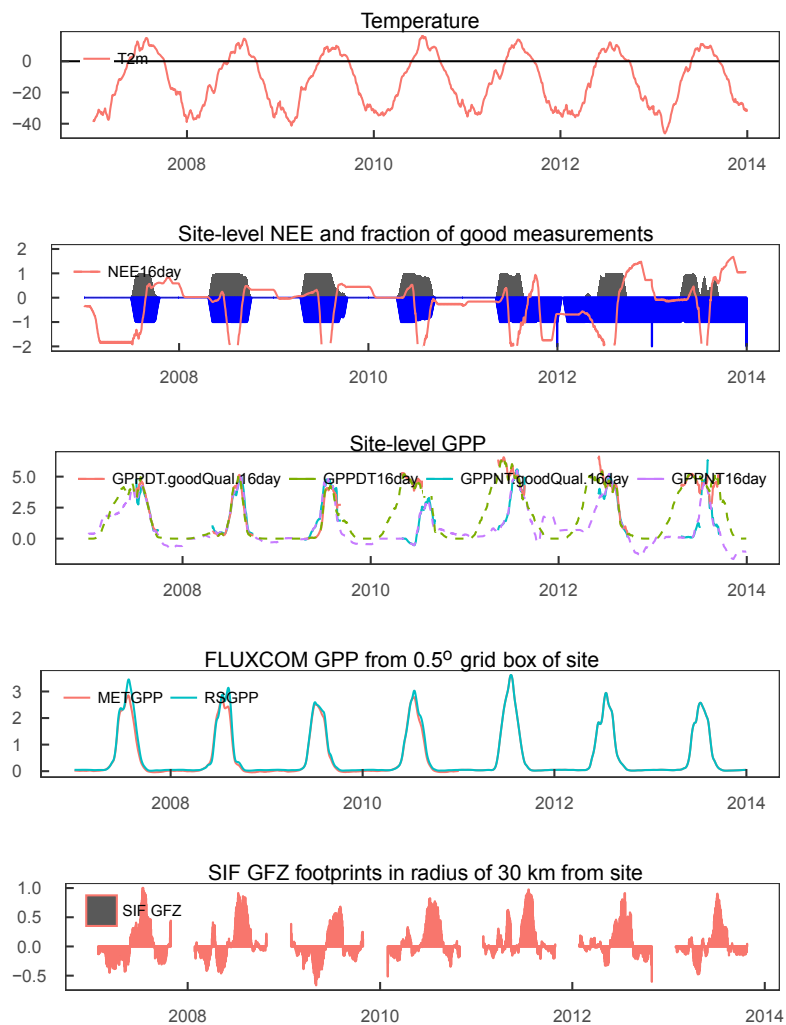 Temperature
T2m
0
−20
−40
2008 2010 2012 2014
Site-level NEE and fraction of good measurements
2
NEE16day
1
0
−1
−2
2008 2010 2012 2014
Site-level GPP
GPPDT.goodQual.16day GPPDT16day GPPNT.goodQual.16day GPPNT16day
5.0
2.5
0.0
2008 2010 2012 2014
FLUXCOM GPP from 0.5º grid box of site
3 METGPP RSGPP
2
1
0
2008 2010 2012 2014
SIF GFZ footprints in radius of 30 km from site
1.0
SIF GFZ
0.5
0.0
−0.5
2008 2010 2012 2014